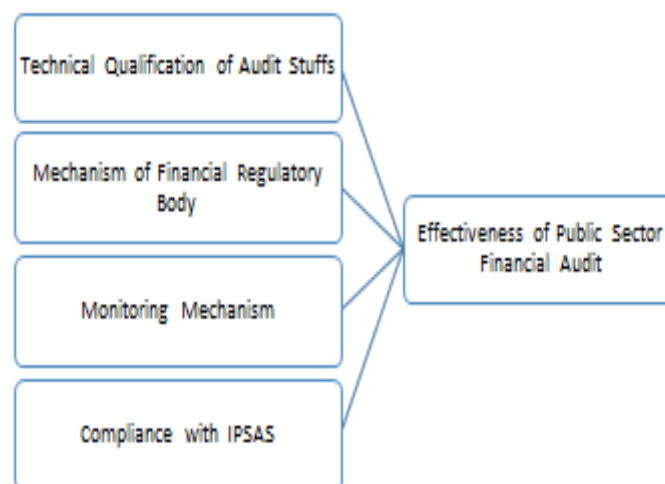 Technical Qualification of Audit Stuffs
Mechanism of Financial Regulatory
Body
Monitoring Mechanism
Compliance with IPSAS
Effectiveness of Public Sector
Financial Audit